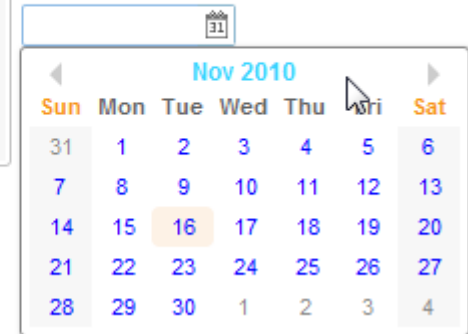 31
Nov 2010
Sun Mon Tue Wed Thu Fri Sat
31 1 2 3 4 5 6
7 8 9 10 11 12 13
14 15 16 17 18 19 20
21 22 23 24 25 26 27
28 29 30 1 2 3 4